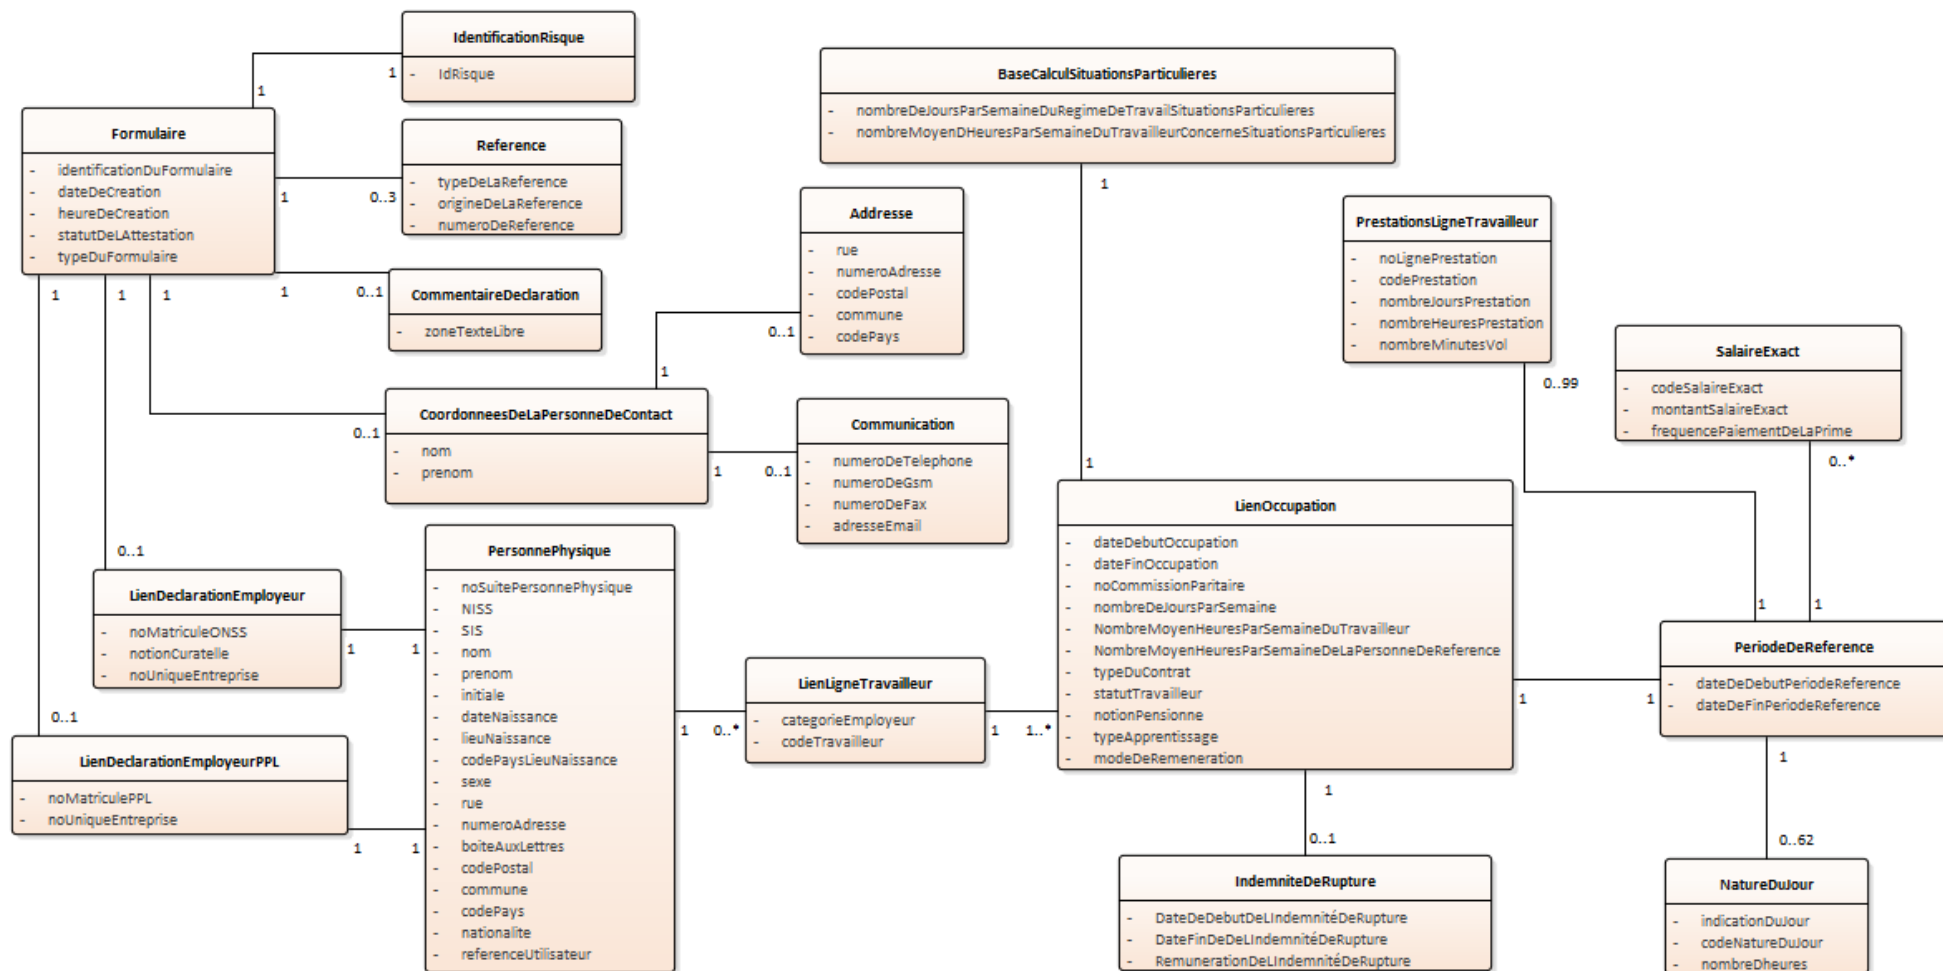 IdentificationRisque
- IdRisque
1
1
Formulaire
- identificationDuFormulaire
- dateDeCreation
- heureDeCreation
- statutDeLAttestation
- typeDuFormulaire
Reference
- typeDeLaReference
- origineDeLaReference
- numeroDeReference
1
0..3
CommentaireDeclaration
- zoneTexteLibre
1
0..1
1
1
1
BaseCalculSituationsParticulieres
- nombreDeJoursParSemaineDuRegimeDeTravailSituationsParticulieres
- nombreMoyenDHeuresParSemaineDuTravailleurConcerneSituationsParticulieres
1
1
Addresse
- rue
- numeroAdresse
- codePostal
- commune
- codePays
0..1
1
CoordonneesDeLaPersonneDeContact
- nom
- prenom
0..1
1
0..1
Communication
- numeroDeTelephone
- numeroDeGsm
- numeroDeFax
- adresseEmail
PrestationsLigneTravailleur
- noLignePrestation
- codePrestation
- nombreJoursPrestation
- nombreHeuresPrestation
- nombreMinutesVol
0..99
1
SalaireExact
- codeSalaireExact
- montantSalaireExact
- frequencePaiementDeLaPrime
0..*
1
0..1
LienDeclarationEmployeur
- noMatriculeONSS
- notionCuratelle
- noUniqueEntreprise
1
1
0..1
LienDeclarationEmployeurPPL
- noMatriculePPL
- noUniqueEntreprise
1
1
PersonnePhysique
- noSuitePersonnePhysique
- NISS
- SIS
- nom
- prenom
- initiale
- dateNaissance
- lieuNaissance
- codePaysLieuNaissance
- sexe
- rue
- numeroAdresse
- boiteAuxLettres
- codePostal
- commune
- codePays
- nationalite
- referenceUtilisateur
1
0..*
LienLigneTravailleur
- categorieEmployeur
- codeTravailleur
1
1..*
LienOccupation
- dateDebutOccupation
- dateFinOccupation
- noCommissionParitaire
- nombreDeJoursParSemaine
- NombreMoyenHeuresParSemaineDuTravailleur
- NombreMoyenHeuresParSemaineDeLaPersonneDeReference
- typeDuContrat
- statutTravailleur
- notionPensionne
- typeApprentissage
- modeDeRemeneration
1
1
PeriodeDeReference
- dateDeDebutPeriodeReference
- dateDeFinPeriodeReference
1
0..1
IndemniteDeRupture
- DateDeDebutDeLIndemnitéDeRupture
- DateFinDeDeLIndemnitéDeRupture
- RemunerationDeLIndemnitéDeRupture
1
0..62
NatureDuJour
- indicationDuJour
- codeNatureDuJour
- nombreDheures